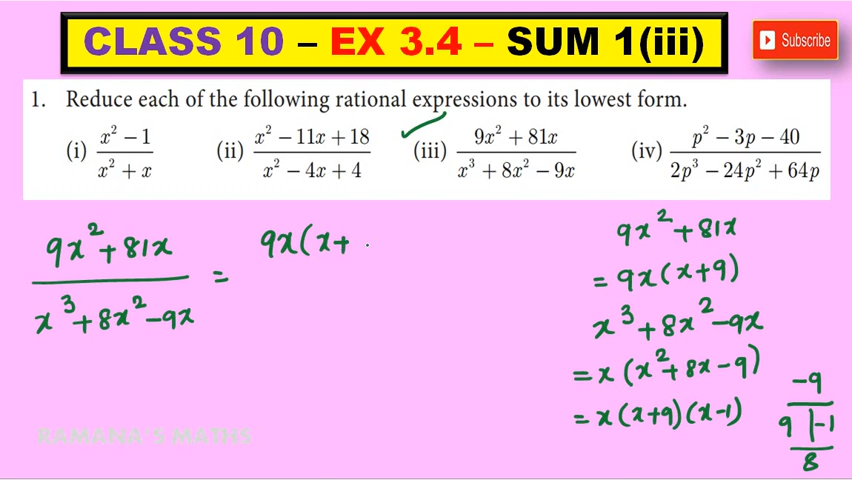 CLASS 10 – EX 3.4 – SUM 1(iii)
Subscribe
1. Reduce each of the following rational expressions to its lowest form.
(i) (x² − 1)/(x² + x) (ii) (x² − 11x + 18)/(x² − 4x + 4) (iii) (9x² + 81x)/(x³ + 8x² − 9x) (iv) (p² − 3p − 40)/(2p³ − 24p² + 64p)
(9x² + 81x)/(x³ + 8x² − 9x) = 9x(x+
9x² + 81x
= 9x(x+9)
x³ + 8x² − 9x
= x(x² + 8x − 9)
= x(x+9)(x−1)
−9
9 | −1
8
RAMANA'S MATHS